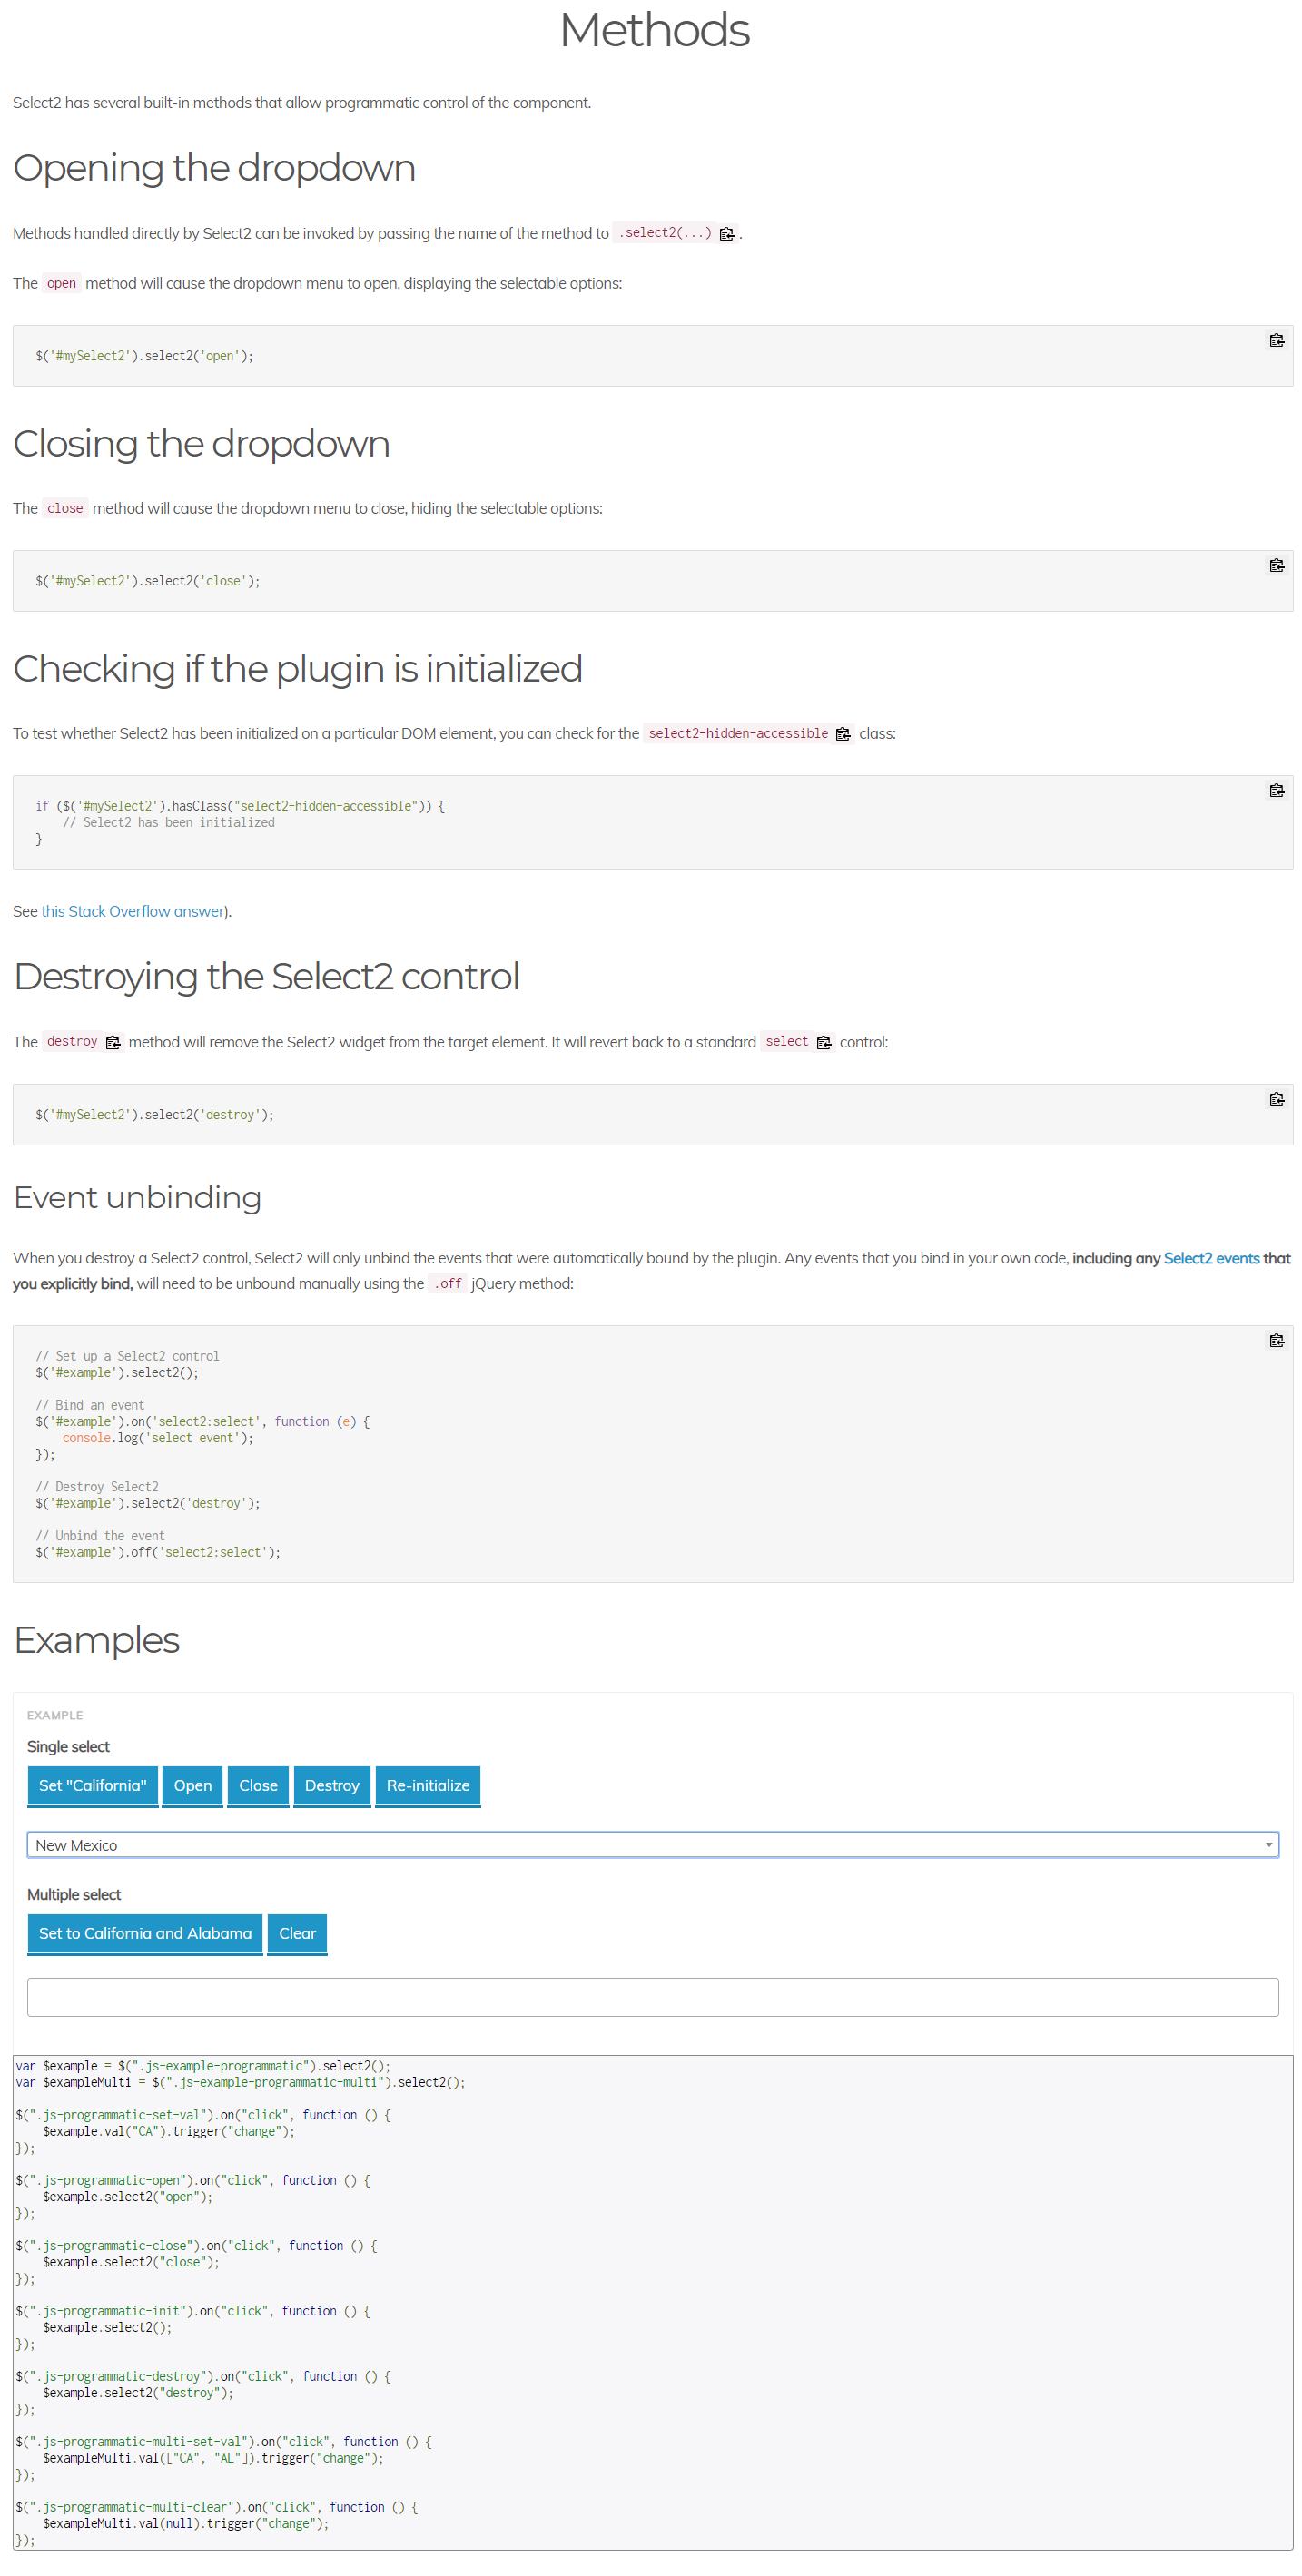 Methods
Select2 has several built-in methods that allow programmatic control of the component.
Opening the dropdown
Methods handled directly by Select2 can be invoked by passing the name of the method to .select2(...) .
The open method will cause the dropdown menu to open, displaying the selectable options:
$('#mySelect2').select2('open');
Closing the dropdown
The close method will cause the dropdown menu to close, hiding the selectable options:
$('#mySelect2').select2('close');
Checking if the plugin is initialized
To test whether Select2 has been initialized on a particular DOM element, you can check for the select2-hidden-accessible class:
if ($('#mySelect2').hasClass("select2-hidden-accessible")) {
    // Select2 has been initialized
}
See this Stack Overflow answer).
Destroying the Select2 control
The destroy method will remove the Select2 widget from the target element. It will revert back to a standard select control:
$('#mySelect2').select2('destroy');
Event unbinding
When you destroy a Select2 control, Select2 will only unbind the events that were automatically bound by the plugin. Any events that you bind in your own code, including any Select2 events that
you explicitly bind, will need to be unbound manually using the .off jQuery method:
// Set up a Select2 control
$('#example').select2();
// Bind an event
$('#example').on('select2:select', function (e) {
    console.log('select event');
});
// Destroy Select2
$('#example').select2('destroy');
// Unbind the event
$('#example').off('select2:select');
Examples
EXAMPLE
Single select
Set "California" Open Close Destroy Re-initialize
New Mexico
Multiple select
Set to California and Alabama Clear
var $example = $(".js-example-programmatic").select2();
var $exampleMulti = $(".js-example-programmatic-multi").select2();
$(".js-programmatic-set-val").on("click", function () {
    $example.val("CA").trigger("change");
});
$(".js-programmatic-open").on("click", function () {
    $example.select2("open");
});
$(".js-programmatic-close").on("click", function () {
    $example.select2("close");
});
$(".js-programmatic-init").on("click", function () {
    $example.select2();
});
$(".js-programmatic-destroy").on("click", function () {
    $example.select2("destroy");
});
$(".js-programmatic-multi-set-val").on("click", function () {
    $exampleMulti.val(["CA", "AL"]).trigger("change");
});
$(".js-programmatic-multi-clear").on("click", function () {
    $exampleMulti.val(null).trigger("change");
});